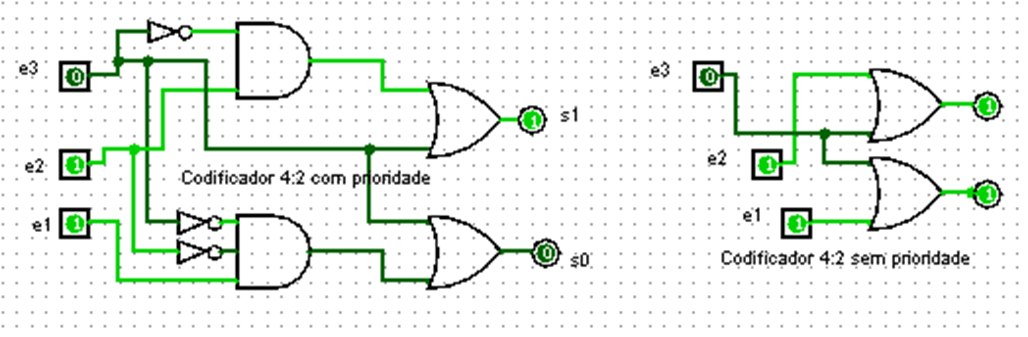 e3
0
1
s1
e2
1
Codificador 4:2 com prioridade
e1
1
0
s0
e3
0
1
e2
1
e1
1
1
Codificador 4:2 sem prioridade